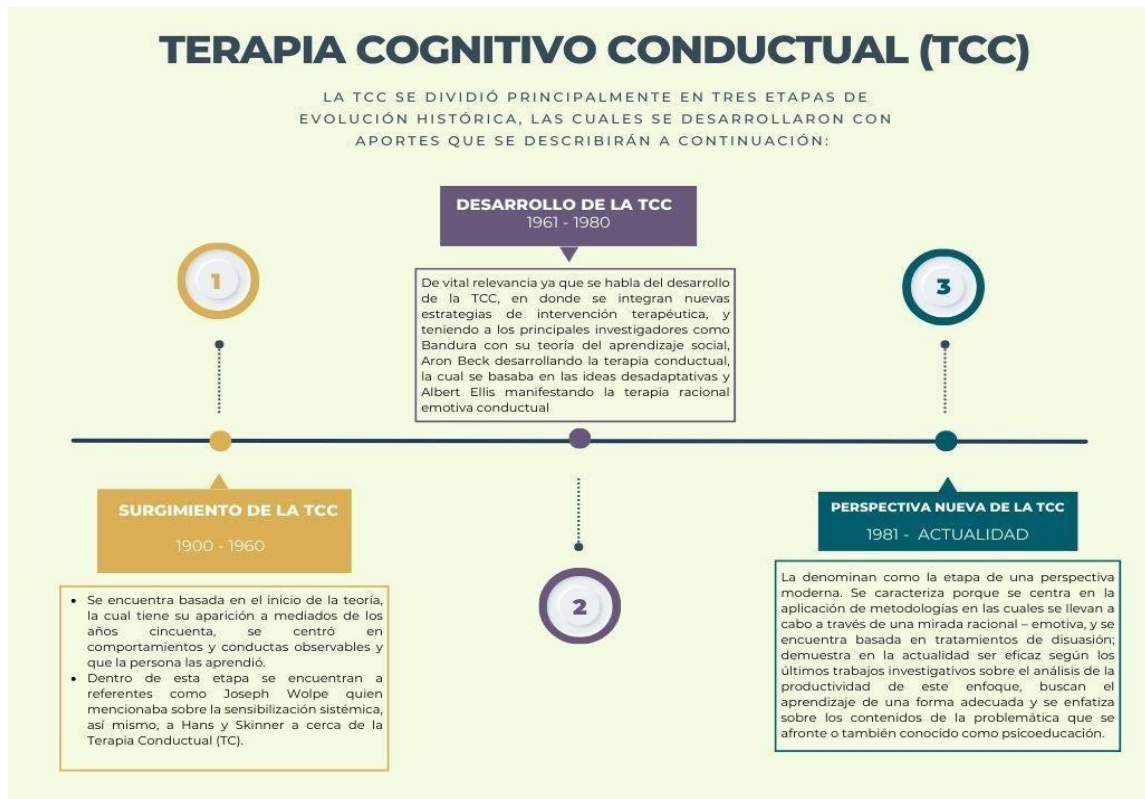 TERAPIA COGNITIVO CONDUCTUAL (TCC)
LA TCC SE DIVIDIÓ PRINCIPALMENTE EN TRES ETAPAS DE
EVOLUCIÓN HISTÓRICA, LAS CUALES SE DESARROLLARON CON
APORTES QUE SE DESCRIBIRÁN A CONTINUACIÓN:
1
SURGIMIENTO DE LA TCC
1900 - 1960
• Se encuentra basada en el inicio de la teoría,
la cual tiene su aparición a mediados de los
años cincuenta, se centró en
comportamientos y conductas observables y
que la persona las aprendió.
• Dentro de esta etapa se encuentran a
referentes como Joseph Wolpe quien
mencionaba sobre la sensibilización sistémica,
así mismo, a Hans y Skinner a cerca de la
Terapia Conductual (TC).
DESARROLLO DE LA TCC
1961 - 1980
De vital relevancia ya que se habla del desarrollo
de la TCC, en donde se integran nuevas
estrategias de intervención terapéutica, y
teniendo a los principales investigadores como
Bandura con su teoría del aprendizaje social,
Aron Beck desarrollando la terapia conductual,
la cual se basaba en las ideas desadaptativas y
Albert Ellis manifestando la terapia racional
emotiva conductual
2
3
PERSPECTIVA NUEVA DE LA TCC
1981 - ACTUALIDAD
La denominan como la etapa de una perspectiva
moderna. Se caracteriza porque se centra en la
aplicación de metodologías en las cuales se llevan a
cabo a través de una mirada racional – emotiva, y se
encuentra basada en tratamientos de disuasión;
demuestra en la actualidad ser eficaz según los
últimos trabajos investigativos sobre el análisis de la
productividad de este enfoque, buscan el
aprendizaje de una forma adecuada y se enfatiza
sobre los contenidos de la problemática que se
afronte o también conocido como psicoeducación.